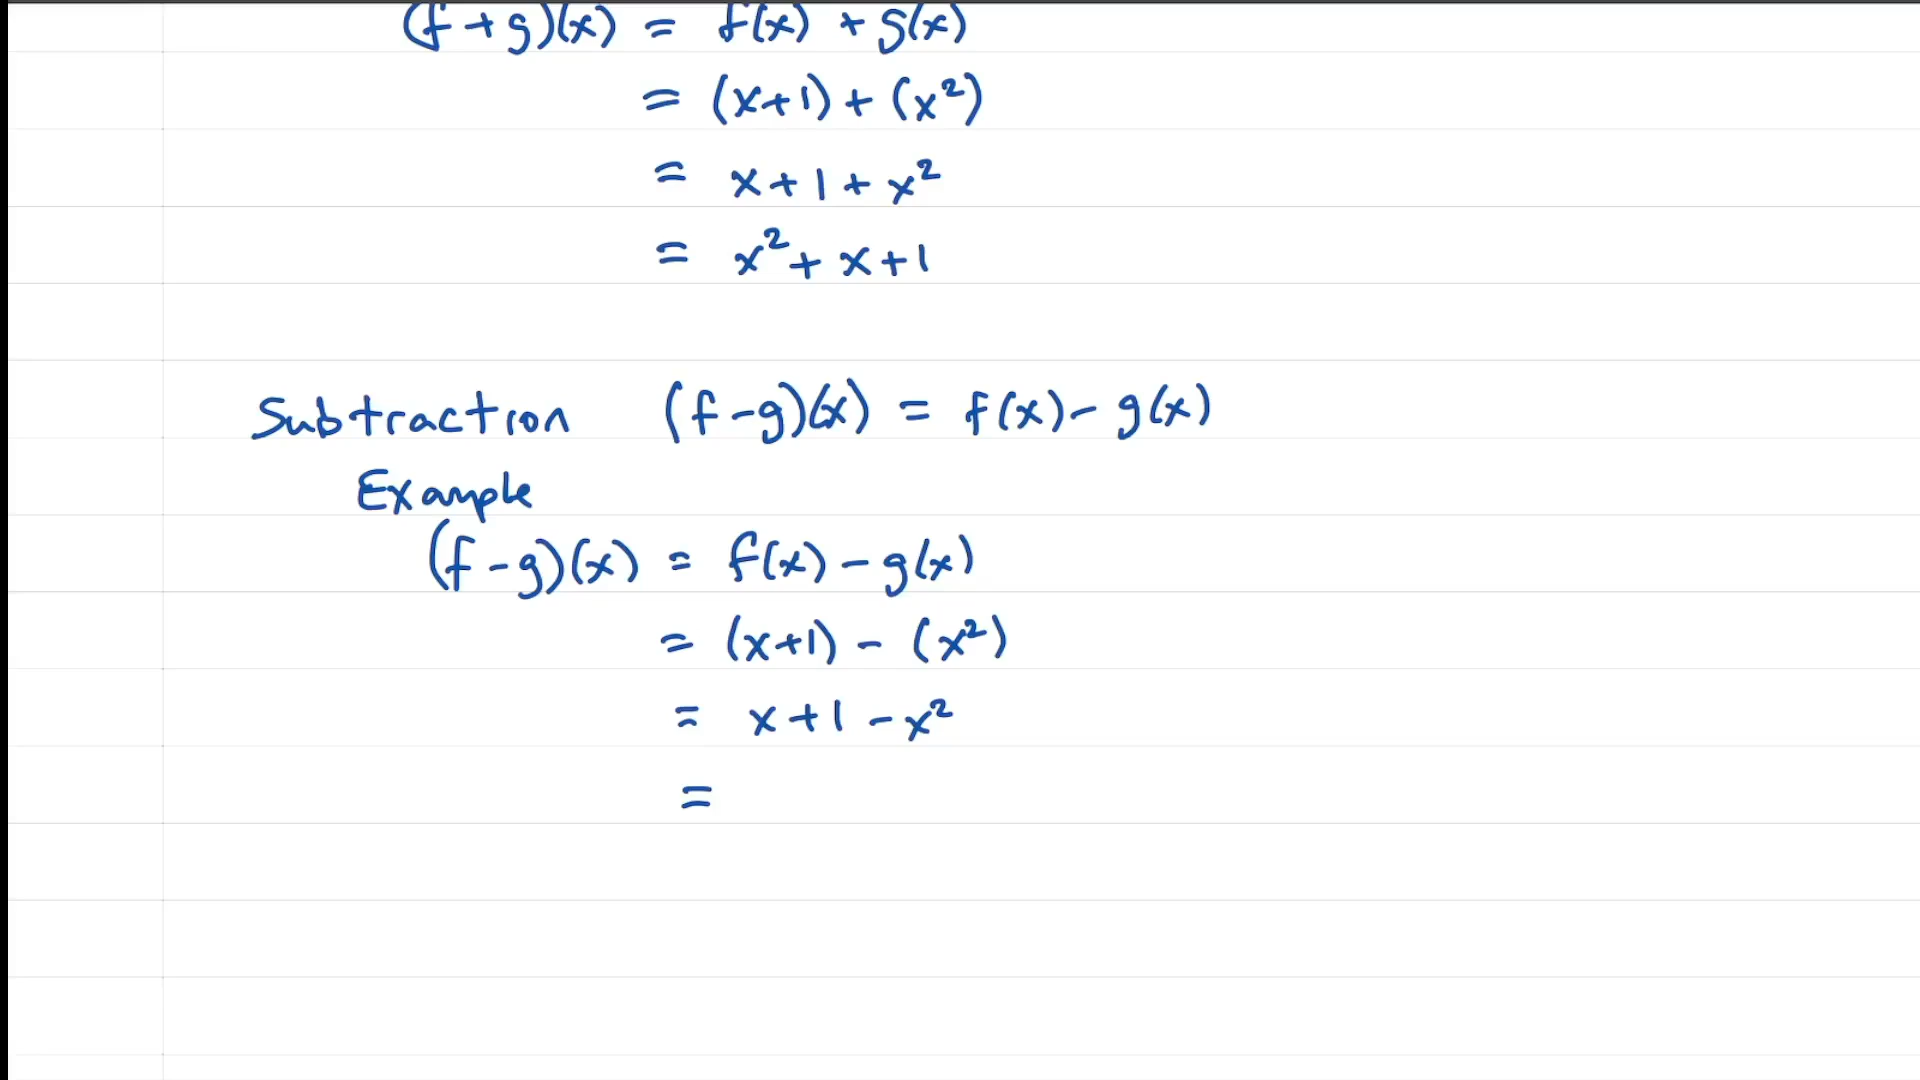 (f+g)(x) = f(x) + g(x)
= (x+1) + (x²)
= x+1+x²
= x²+x+1
Subtraction (f-g)(x) = f(x)-g(x)
Example
(f-g)(x) = f(x)-g(x)
= (x+1) - (x²)
= x+1-x²
=